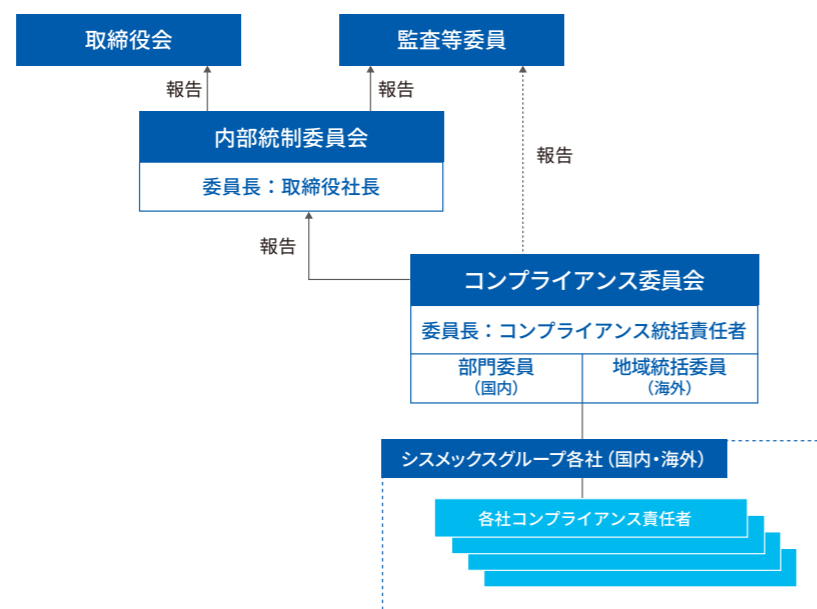 取締役会
監査等委員
報告
報告
内部統制委員会
委員長：取締役社長
報告
報告
コンプライアンス委員会
委員長：コンプライアンス統括責任者
部門委員
（国内）
地域統括委員
（海外）
シスメックスグループ各社（国内・海外）
各社コンプライアンス責任者